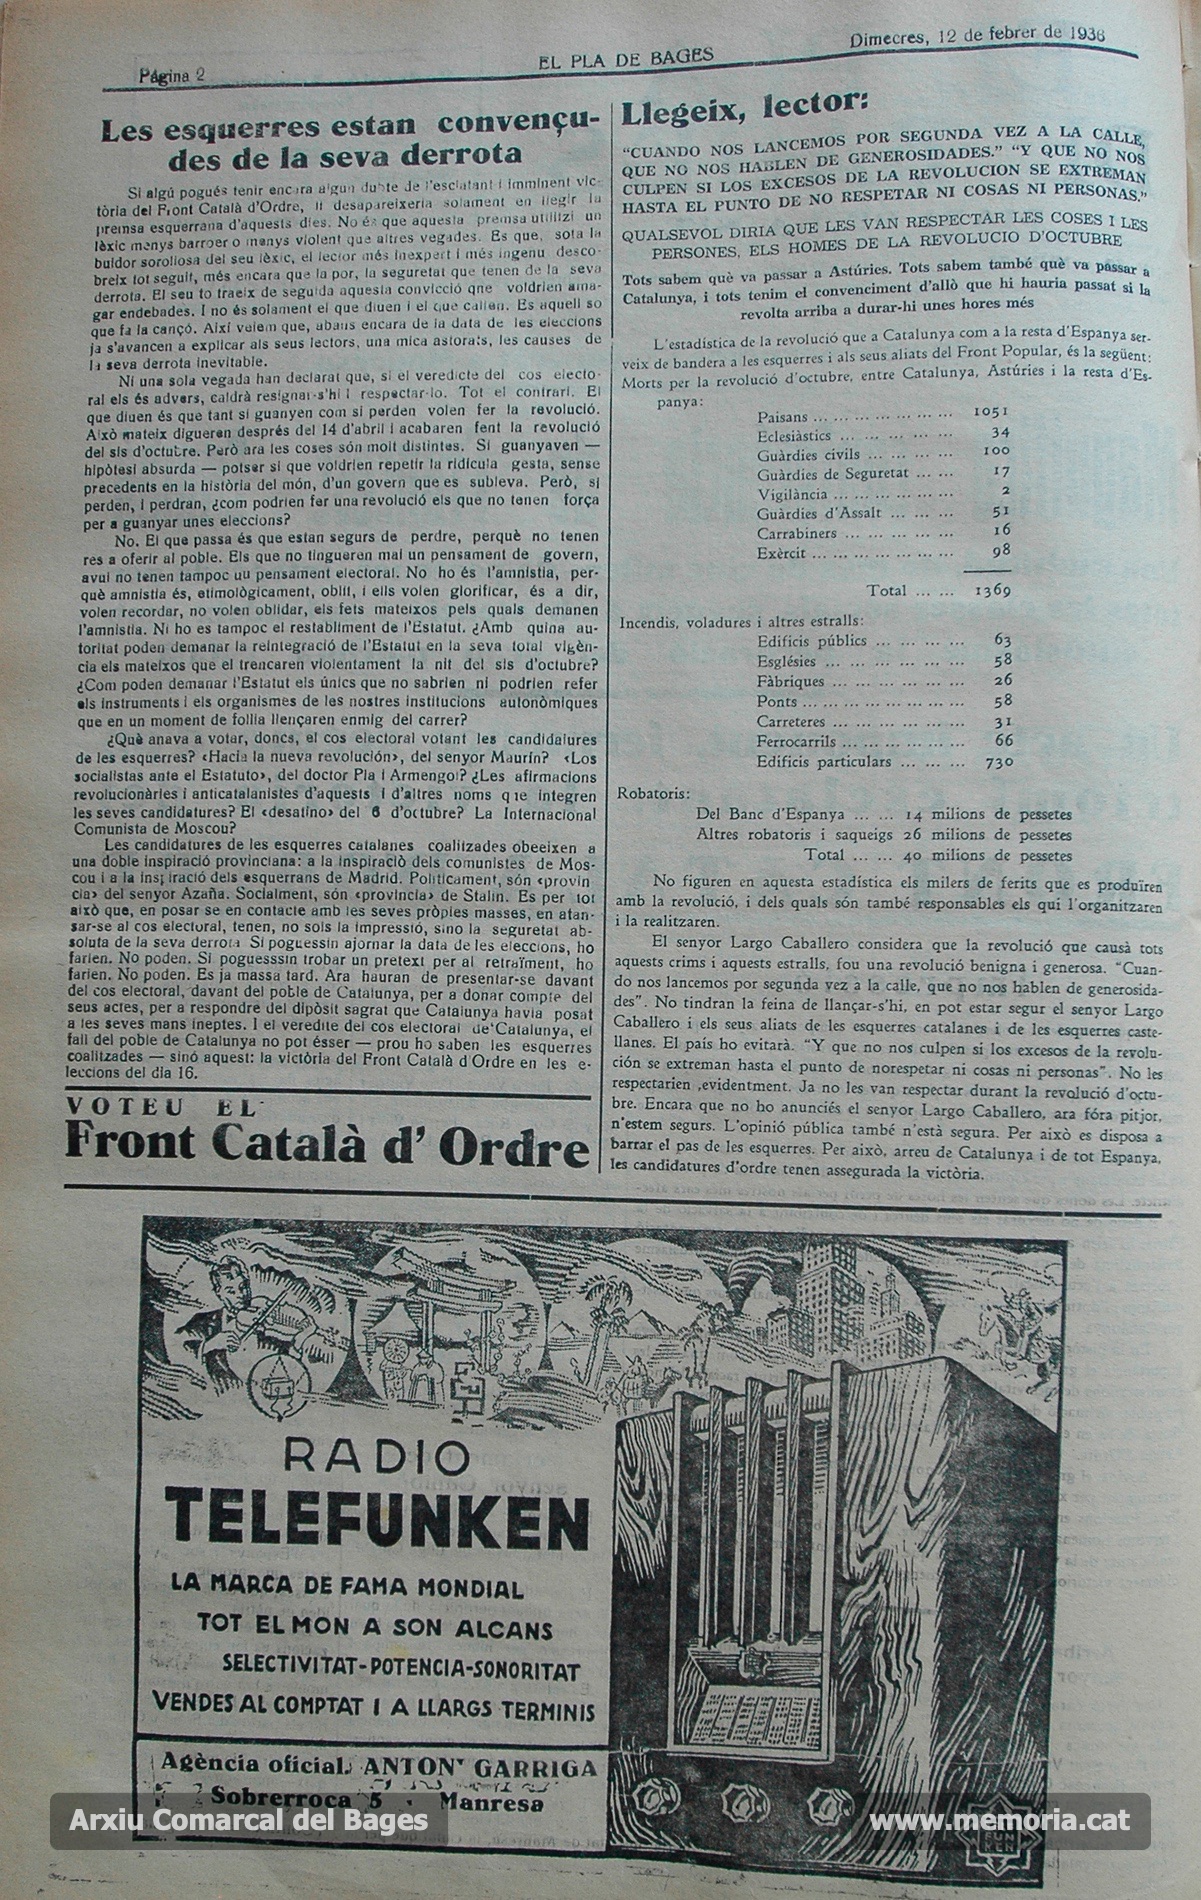 Pàgina 2
EL PLA DE BAGES
Dimecres, 12 de febrer de 1936
Les esquerres estan convençu-
des de la seva derrota
Si algú pogués tenir encara algun dubte de l'esclatant i imminent vic-
tòria del Front Català d'Ordre, li desapareixeria solament en llegir la
premsa esquerrana d'aquests dies. No és que aquesta premsa utilitzi un
lèxic menys barroer o menys violent que altres vegades. Es que, sota la
buidor sorollosa del seu lèxic, el lector més inexpert i més ingenu desco-
breix tot seguit, més encara que la por, la seguretat que tenen de la seva
derrota. El seu to traeix de seguida aquesta convicció qne voldrien ama-
gar endebades. I no és solament el que diuen i el que callen. Es aquell so
que fa la cançó. Així veiem que, abans encara de la data de les eleccions
ja s'avancen a explicar als seus lectors, una mica astorats, les causes de
la seva derrota inevitable.
Ni una sola vegada han declarat que, si el veredicte del cos electo-
ral els és advers, caldrà resignar-s'hi i respectar-lo. Tot el contrari. El
que diuen és que tant si guanyen com si perden volen fer la revolució.
Això mateix digueren després del 14 d'abril i acabaren fent la revolució
del sis d'octubre. Però ara les coses són molt distintes. Si guanyaven —
hipòtesi absurda — potser si que voldrien repetir la ridícula gesta, sense
precedents en la història del món, d'un govern que es subleva. Però, si
perden, i perdran, ¿com podrien fer una revolució els que no tenen força
per a guanyar unes eleccions?
No. El que passa és que estan segurs de perdre, perquè no tenen
res a oferir al poble. Els que no tingueren mai un pensament de govern,
avui no tenen tampoc uu pensament electoral. No ho és l'amnistia, per-
què amnistia és, etimològicament, oblit, i ells volen glorificar, és a dir,
volen recordar, no volen oblidar, els fets mateixos pels quals demanen
l'amnistia. Ni ho es tampoc el restabliment de l'Estatut. ¿Amb quina au-
toritat poden demanar la reintegració de l'Estatut en la seva total vigèn-
cia els mateixos que el trencaren violentament la nit del sis d'octubre?
¿Com poden demanar l'Estatut els únics que no sabrien ni podrien refer
els instruments i els organismes de les nostres institucions autonòmiques
que en un moment de follia llençaren enmig del carrer?
¿Què anava a votar, doncs, el cos electoral votant les candidatures
de les esquerres? «Hacia la nueva revolución», del senyor Maurín? «Los
socialistas ante el Estatuto», del doctor Pla i Armengol? ¿Les afirmacions
revolucionàries i anticatalanistes d'aquests i d'altres noms que integren
les seves candidatures? El «desatino» del 6 d'octubre? La Internacional
Comunista de Moscou?
Les candidatures de les esquerres catalanes coalitzades obeeixen a
una doble inspiració provinciana: a la inspiració dels comunistes de Mos-
cou i a la inspiració dels esquerrans de Madrid. Políticament, són «provín
cia» del senyor Azaña. Socialment, són «província» de Stalin. Es per tot
això que, en posar se en contacte amb les seves pròpies masses, en atan-
sar-se al cos electoral, tenen, no sols la impressió, sino la seguretat ab-
soluta de la seva derrota Si poguessin ajornar la data de les eleccions, ho
farien. No poden. Si poguesssin trobar un pretext per al retraïment, ho
farien. No poden. Es ja massa tard. Ara hauran de presentar-se davant
del cos electoral, davant del poble de Catalunya, per a donar compte del
seus actes, per a respondre del dipòsit sagrat que Catalunya havia posat
a les seves mans ineptes. I el veredite del cos electoral de Catalunya, el
fall del poble de Catalunya no pot ésser — prou ho saben les esquerres
coalitzades — sinó aquest: la victòria del Front Català d'Ordre en les e-
leccions del dia 16.
VOTEU EL
Front Català d' Ordre
Llegeix, lector:
"CUANDO NOS LANCEMOS POR SEGUNDA VEZ A LA CALLE,
QUE NO NOS HABLEN DE GENEROSIDADES." "Y QUE NO NOS
CULPEN SI LOS EXCESOS DE LA REVOLUCION SE EXTREMAN
HASTA EL PUNTO DE NO RESPETAR NI COSAS NI PERSONAS."
QUALSEVOL DIRIA QUE LES VAN RESPECTAR LES COSES I LES
PERSONES, ELS HOMES DE LA REVOLUCIO D'OCTUBRE
Tots sabem què va passar a Astúries. Tots sabem també què va passar a
Catalunya, i tots tenim el convenciment d'allò que hi hauria passat si la
revolta arriba a durar-hi unes hores més
L'estadística de la revolució que a Catalunya com a la resta d'Espanya ser-
veix de bandera a les esquerres i als seus aliats del Front Popular, és la següent:
Morts per la revolució d'octubre, entre Catalunya, Astúries i la resta d'Es-
panya:
Paisans ... ... ... ... ... ... 1051
Eclesiàstics ... ... ... ... ... 34
Guàrdies civils ... ... ... ... 100
Guàrdies de Seguretat ... ... 17
Vigilància ... ... ... ... ... 2
Guàrdies d'Assalt ... ... ... 51
Carrabiners ... ... ... ... ... 16
Exèrcit ... ... ... ... ... ... 98
Total ... ... 1369
Incendis, voladures i altres estralls:
Edificis públics ... ... ... ... 63
Esglésies ... ... ... ... ... ... 58
Fàbriques ... ... ... ... ... ... 26
Ponts ... ... ... ... ... ... ... 58
Carreteres ... ... ... ... ... 31
Ferrocarrils ... ... ... ... ... 66
Edificis particulars ... ... ... 730
Robatoris:
Del Banc d'Espanya ... ... 14 milions de pessetes
Altres robatoris i saqueigs 26 milions de pessetes
Total ... ... 40 milions de pessetes
No figuren en aquesta estadística els milers de ferits que es produïren
amb la revolució, i dels quals són també responsables els qui l'organitzaren
i la realitzaren.
El senyor Largo Caballero considera que la revolució que causà tots
aquests crims i aquests estralls, fou una revolució benigna i generosa. "Cuan-
do nos lancemos por segunda vez a la calle, que no nos hablen de generosida-
des". No tindran la feina de llançar-s'hi, en pot estar segur el senyor Largo
Caballero i els seus aliats de les esquerres catalanes i de les esquerres caste-
llanes. El país ho evitarà. "Y que no nos culpen si los excesos de la revolu-
ción se extreman hasta el punto de norespetar ni cosas ni personas". No les
respectarien ,evidentment. Ja no les van respectar durant la revolució d'octu-
bre. Encara que no ho anunciés el senyor Largo Caballero, ara fóra pitjor,
n'estem segurs. L'opinió pública també n'està segura. Per això es disposa a
barrar el pas de les esquerres. Per això, arreu de Catalunya i de tot Espanya,
les candidatures d'ordre tenen assegurada la victòria.
RADIO
TELEFUNKEN
LA MARCA DE FAMA MONDIAL
TOT EL MON A SON ALCANS
SELECTIVITAT-POTENCIA-SONORITAT
VENDES AL COMPTAT I A LLARGS TERMINIS
Agència oficial. ANTONY GARRIGA
Sobrerroca 5 Manresa
FUN
KEN
Arxiu Comarcal del Bages
www.memoria.cat